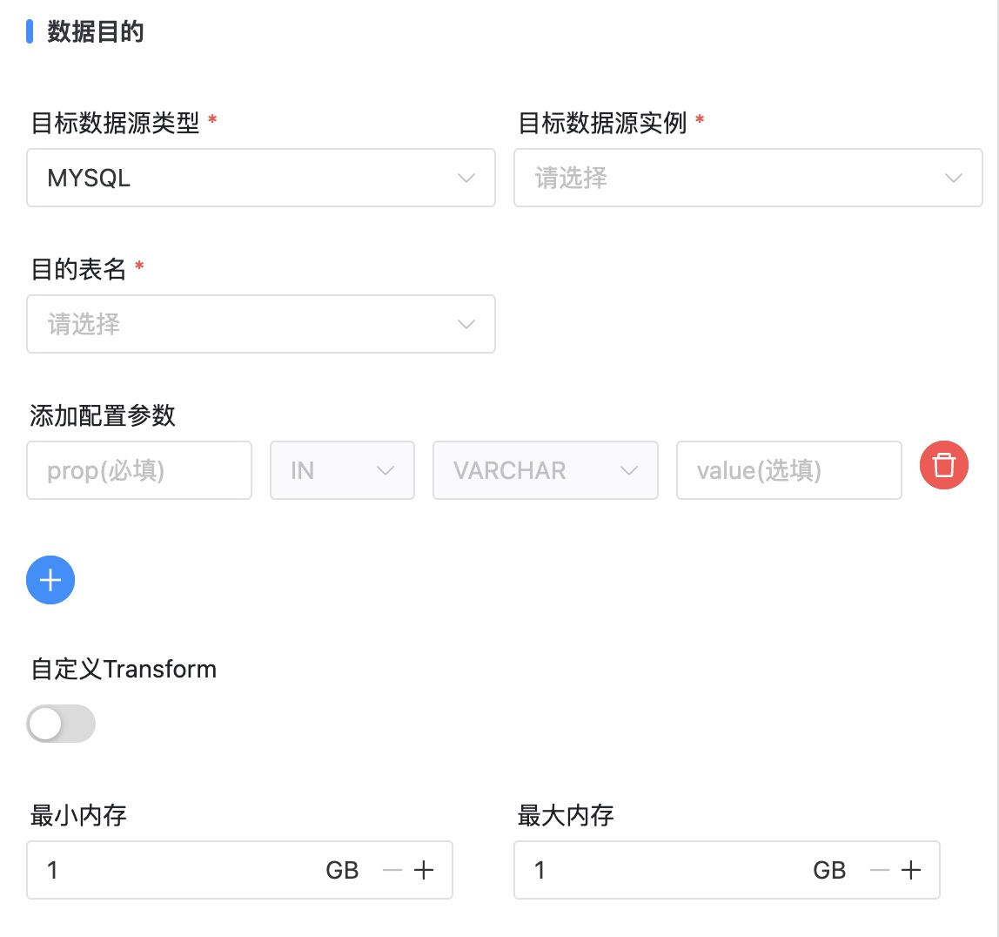 数据目的
目标数据源类型 * 目标数据源实例 *
MYSQL 请选择
目的表名 *
请选择
添加配置参数
prop(必填) IN VARCHAR value(选填)
自定义Transform
最小内存 最大内存
1 GB 1 GB